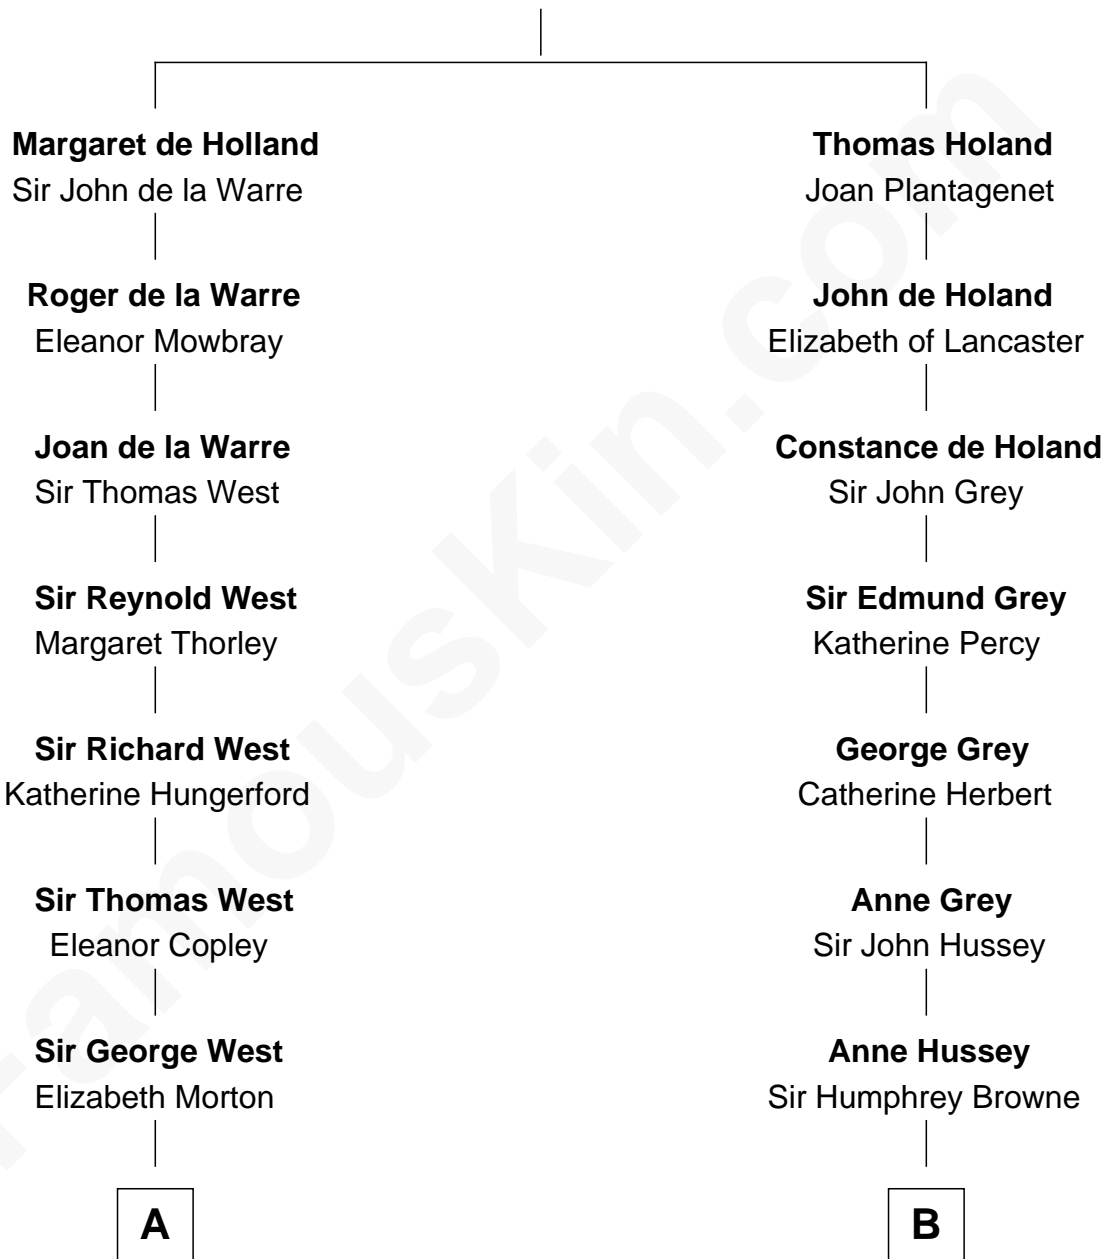 Margaret de Holland
Sir John de la Warre
Thomas Holand
Joan Plantagenet
Roger de la Warre
Eleanor Mowbray
John de Holand
Elizabeth of Lancaster
Joan de la Warre
Sir Thomas West
Constance de Holand
Sir John Grey
Sir Reynold West
Margaret Thorley
Sir Edmund Grey
Katherine Percy
Sir Richard West
Katherine Hungerford
George Grey
Catherine Herbert
Sir Thomas West
Eleanor Copley
Anne Grey
Sir John Hussey
Sir George West
Elizabeth Morton
Anne Hussey
Sir Humphrey Browne
A
B
FamousKin.com